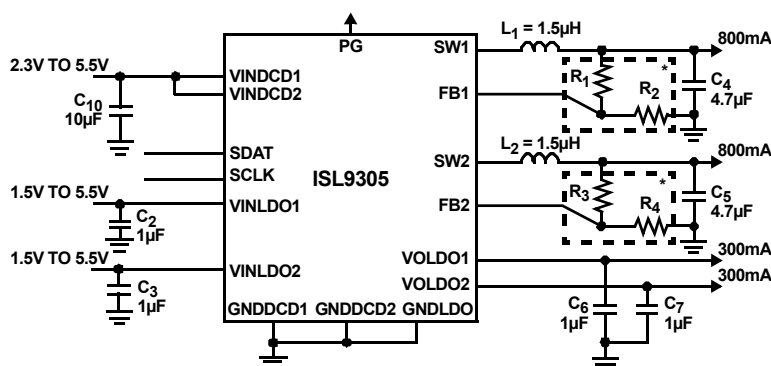 PG
L1 = 1.5µH
SW1
800mA
2.3V TO 5.5V
VINDCD1
VINDCD2
C10
10µF
FB1
R1
R2
*
C4
4.7µF
SDAT
SCLK
ISL9305
L2 = 1.5µH
SW2
800mA
1.5V TO 5.5V
VINLDO1
C2
1µF
FB2
R3
R4
*
C5
4.7µF
1.5V TO 5.5V
VINLDO2
C3
1µF
VOLDO1
300mA
VOLDO2
300mA
GNDDCD1 GNDDCD2 GNDLDO
C6
1µF
C7
1µF